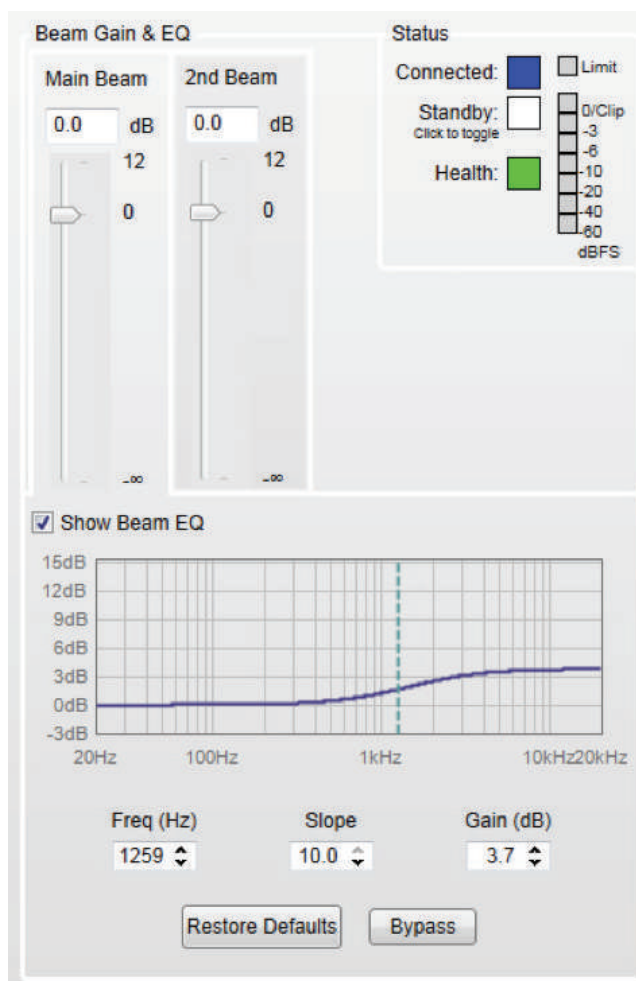 Beam Gain & EQ
Main Beam
0.0 dB
12
0
-∞
2nd Beam
0.0 dB
12
0
-∞
Status
Connected:
Standby:
Click to toggle
Health:
Limit
0/Clip
-3
-6
-10
-20
-40
-60
dBFS
Show Beam EQ
15dB
12dB
9dB
6dB
3dB
0dB
-3dB
20Hz 100Hz 1kHz 10kHz20kHz
Freq (Hz) Slope Gain (dB)
1259 10.0 3.7
Restore Defaults Bypass